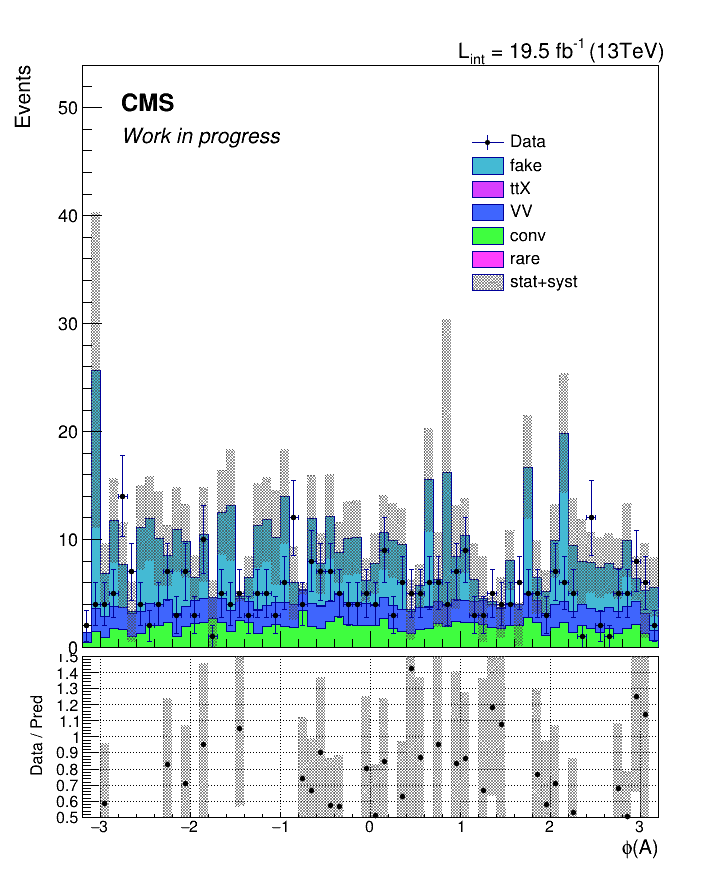 L_int = 19.5 fb^-1 (13TeV)
Events
CMS
Work in progress
Data
fake
ttX
VV
conv
rare
stat+syst
50
40
30
20
10
0
Data / Pred
1.5
1.4
1.3
1.2
1.1
1
0.9
0.8
0.7
0.6
0.5
−3 −2 −1 0 1 2 3
ϕ(A)